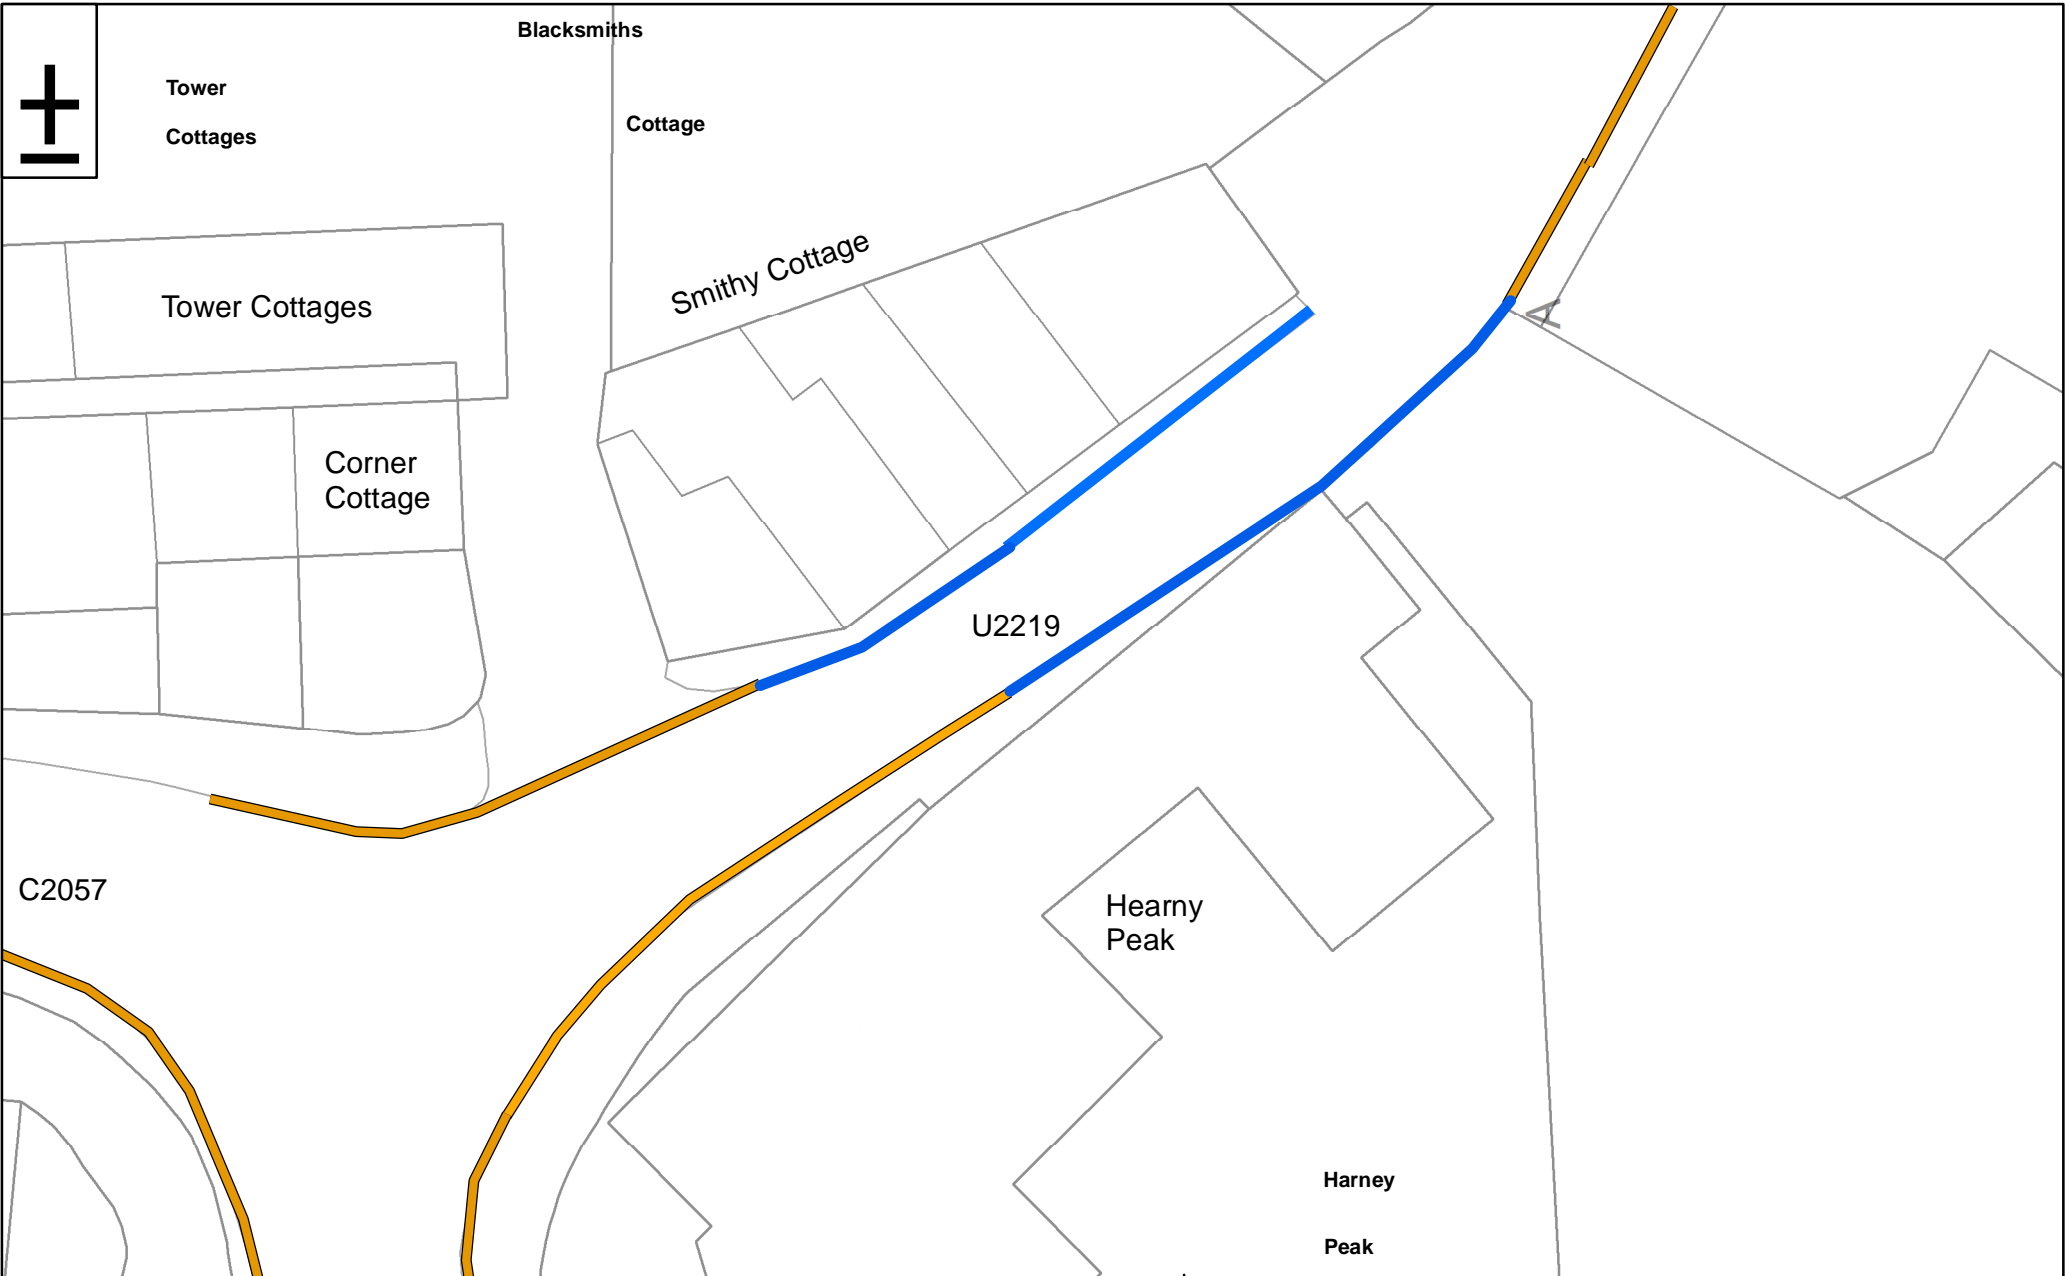 Blacksmiths
Tower
Cottages
Cottage
Smithy Cottage
Tower Cottages
A
Corner
Cottage
U2219
C2057
Hearny
Peak
Harney
Peak